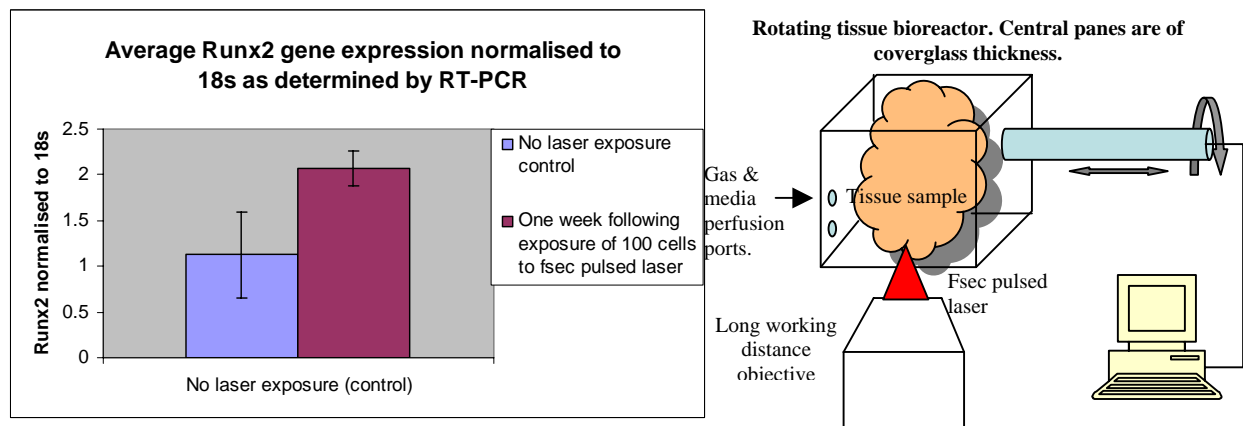 Average Runx2 gene expression normalised to
18s as determined by RT-PCR
Runx2 normalised to 18s
2.5
2
1.5
1
0.5
0
No laser exposure (control)
No laser exposure
control
One week following
exposure of 100 cells
to fsec pulsed laser
Rotating tissue bioreactor. Central panes are of
coverglass thickness.
Gas &
media
perfusion
ports.
Tissue sample
Fsec pulsed
laser
Long working
distance
objective